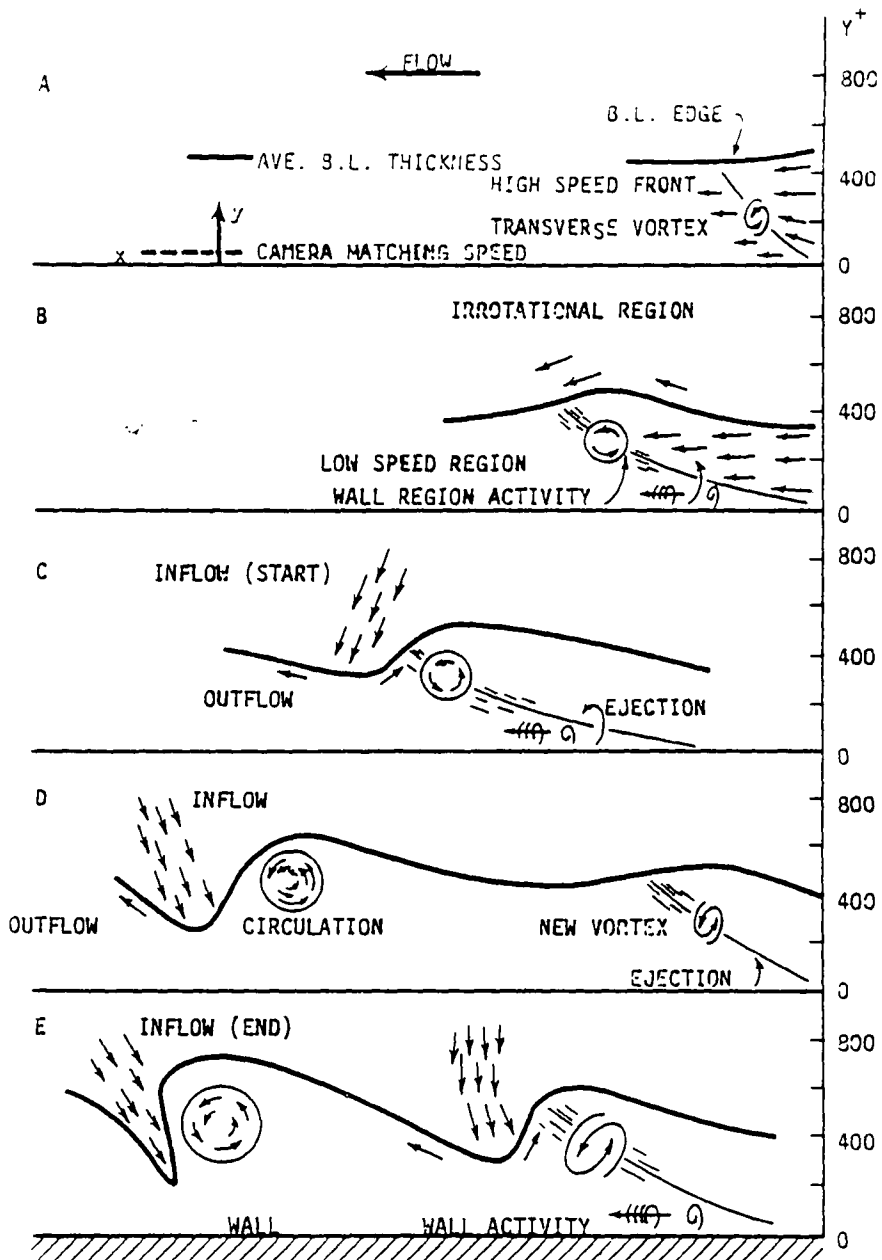 Y+
A
FLOW
800
B.L. EDGE
AVE. B.L. THICKNESS
400
HIGH SPEED FRONT
y
TRANSVERSE VORTEX
x
CAMERA MATCHING SPEED
0
B
IRROTATIONAL REGION
800
400
LOW SPEED REGION
WALL REGION ACTIVITY
0
C
INFLOW (START)
800
400
OUTFLOW
EJECTION
0
D
INFLOW
800
400
OUTFLOW
CIRCULATION
NEW VORTEX
EJECTION
0
E
INFLOW (END)
800
400
WALL
WALL ACTIVITY
0